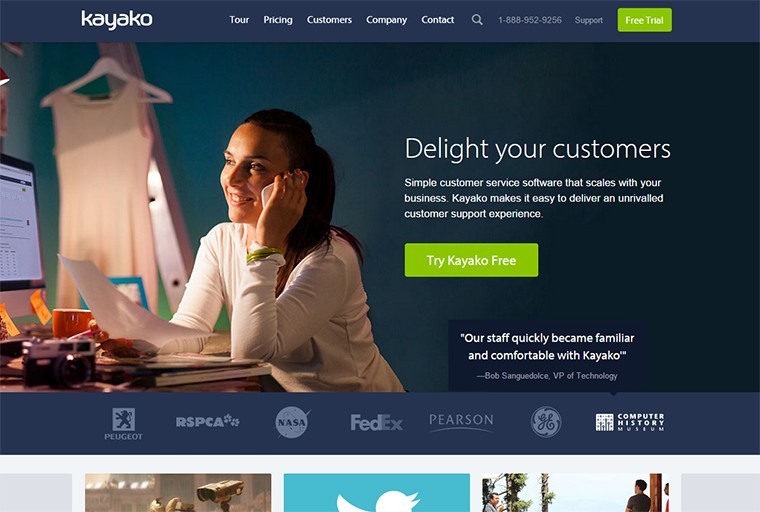 kayako
Tour Pricing Customers Company Contact 1-888-952-9256 Support Free Trial
Delight your customers
Simple customer service software that scales with your
business. Kayako makes it easy to deliver an unrivalled
customer support experience.
Try Kayako Free
"Our staff quickly became familiar
and comfortable with Kayako'"
—Bob Sanguedolce, VP of Technology
PEUGEOT
RSPCA
NASA
FedEx
PEARSON
GE
COMPUTER
HISTORY
MUSEUM